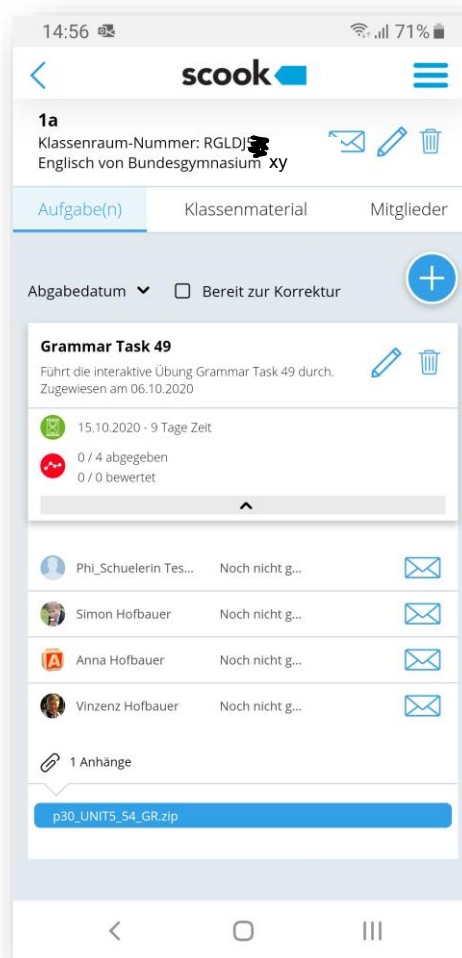 14:56 71%
scook
1a
Klassenraum-Nummer: RGLDJ
Englisch von Bundesgymnasium xy
Aufgabe(n) Klassenmaterial Mitglieder
Abgabedatum Bereit zur Korrektur
Grammar Task 49
Führt die interaktive Übung Grammar Task 49 durch.
Zugewiesen am 06.10.2020
15.10.2020 - 9 Tage Zeit
0 / 4 abgegeben
0 / 0 bewertet
Phi_Schuelerin Tes... Noch nicht g...
Simon Hofbauer Noch nicht g...
A Anna Hofbauer Noch nicht g...
Vinzenz Hofbauer Noch nicht g...
1 Anhänge
p30_UNIT5_54_GR.zip